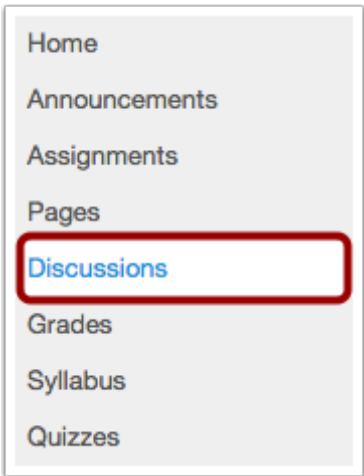 Home
Announcements
Assignments
Pages
Discussions
Grades
Syllabus
Quizzes